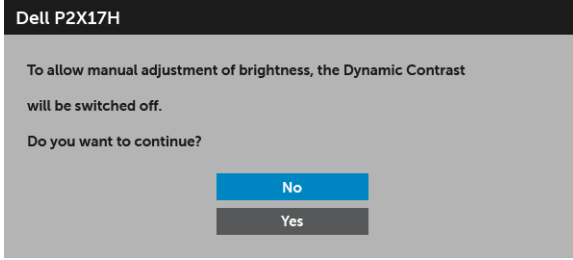 Dell P2X17H
To allow manual adjustment of brightness, the Dynamic Contrast
will be switched off.
Do you want to continue?
No
Yes